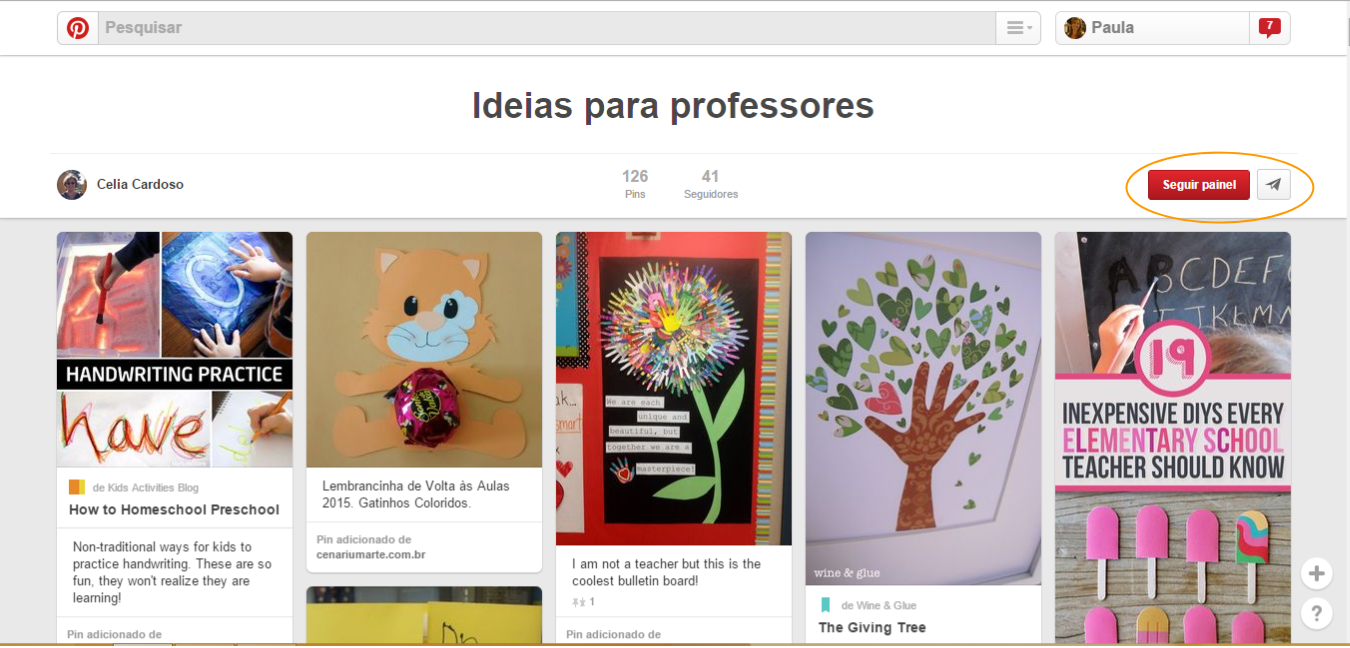 Pesquisar
Paula
7
Ideias para professores
Celia Cardoso
126
Pins
41
Seguidores
Seguir painel
HANDWRITING PRACTICE
have
de Kids Activities Blog
How to Homeschool Preschool
Non-traditional ways for kids to
practice handwriting. These are so
fun, they won't realize they are
learning!
Pin adicionado de
Lembrancinha de Volta às Aulas
2015. Gatinhos Coloridos.
Pin adicionado de
cenariumarte.com.br
We are each
unique and
beautiful, but
together we are a
masterpiece!
I am not a teacher but this is the
coolest bulletin board!
1
Pin adicionado de
wine & glue
de Wine & Glue
The Giving Tree
A B C D E F
I J K L M N
19
INEXPENSIVE DIYS EVERY
ELEMENTARY SCHOOL
TEACHER SHOULD KNOW
+
?